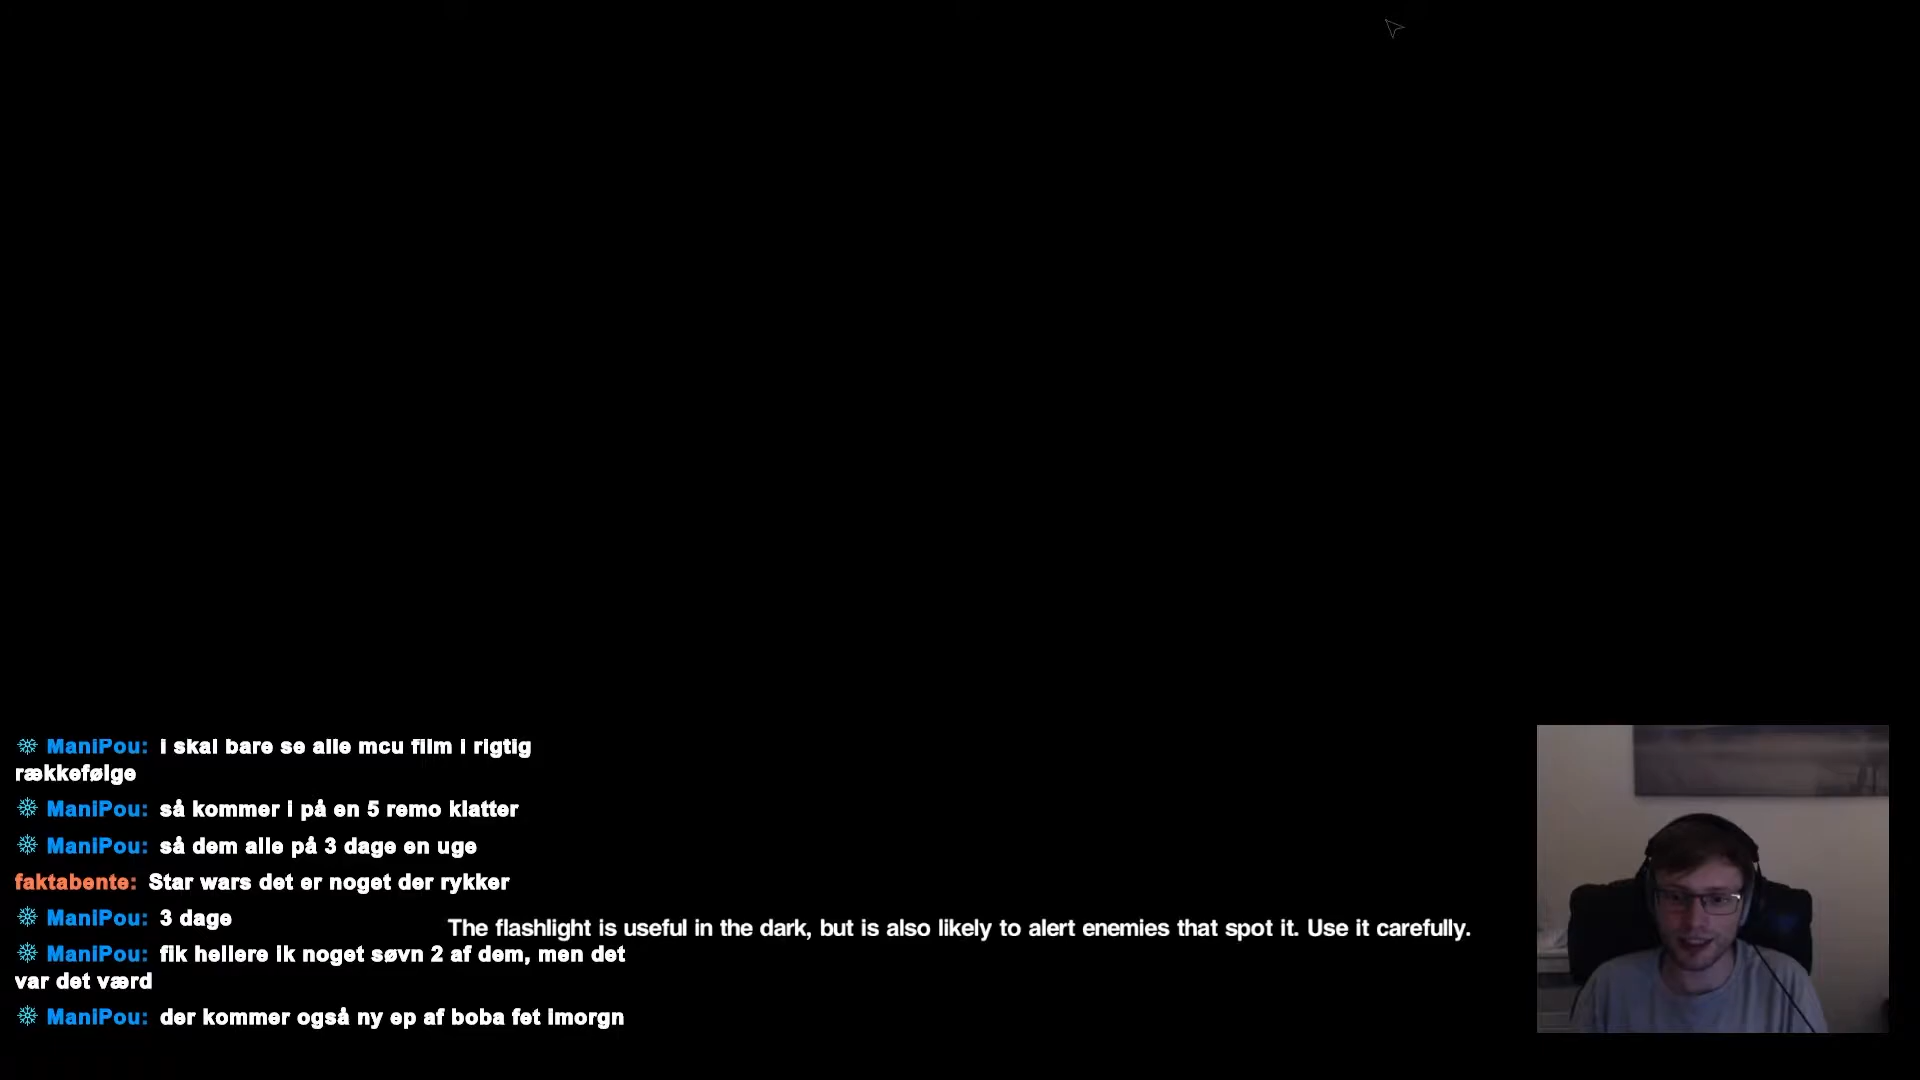 ManiPou: i skal bare se alle mcu film i rigtig
rækkefølge
ManiPou: så kommer i på en 5 remo klatter
ManiPou: så dem alle på 3 dage en uge
faktabente: Star wars det er noget der rykker
ManiPou: 3 dage
The flashlight is useful in the dark, but is also likely to alert enemies that spot it. Use it carefully.
ManiPou: fik hellere ik noget søvn 2 af dem, men det
var det værd
ManiPou: der kommer også ny ep af boba fet imorgn